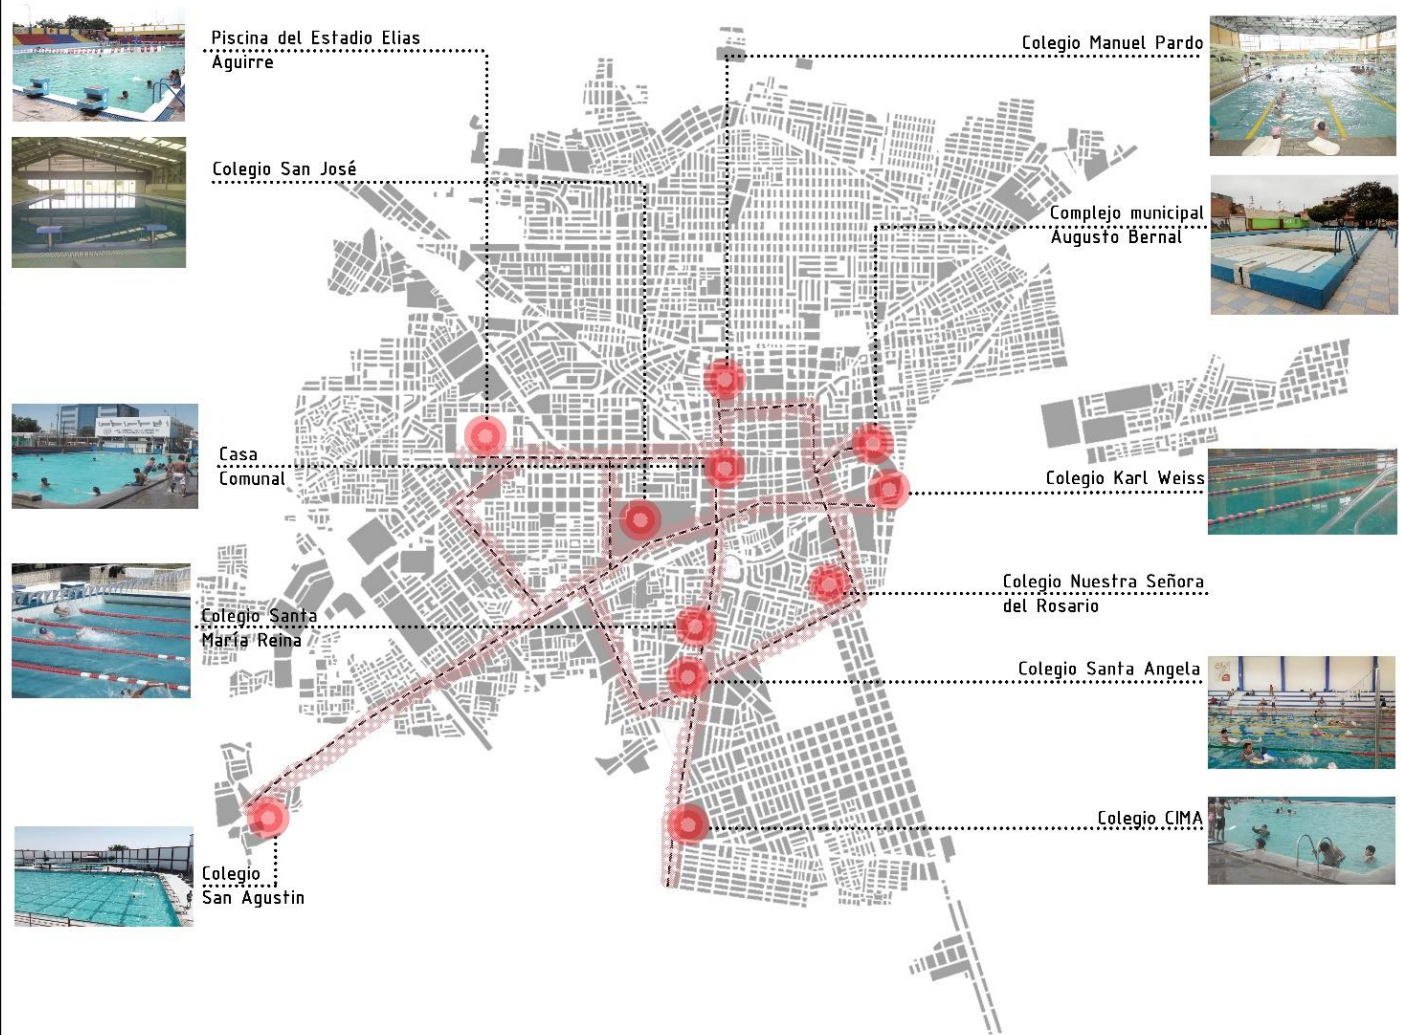 Piscina del Estadio Elias
Aguirre
Colegio Manuel Pardo
Colegio San José
Complejo municipal
Augusto Bernal
Casa
Comunal
Colegio Karl Weiss
Colegio Nuestra Señora
del Rosario
Colegio Santa
María Reina
Colegio Santa Angela
Colegio CIMA
Colegio
San Agustin